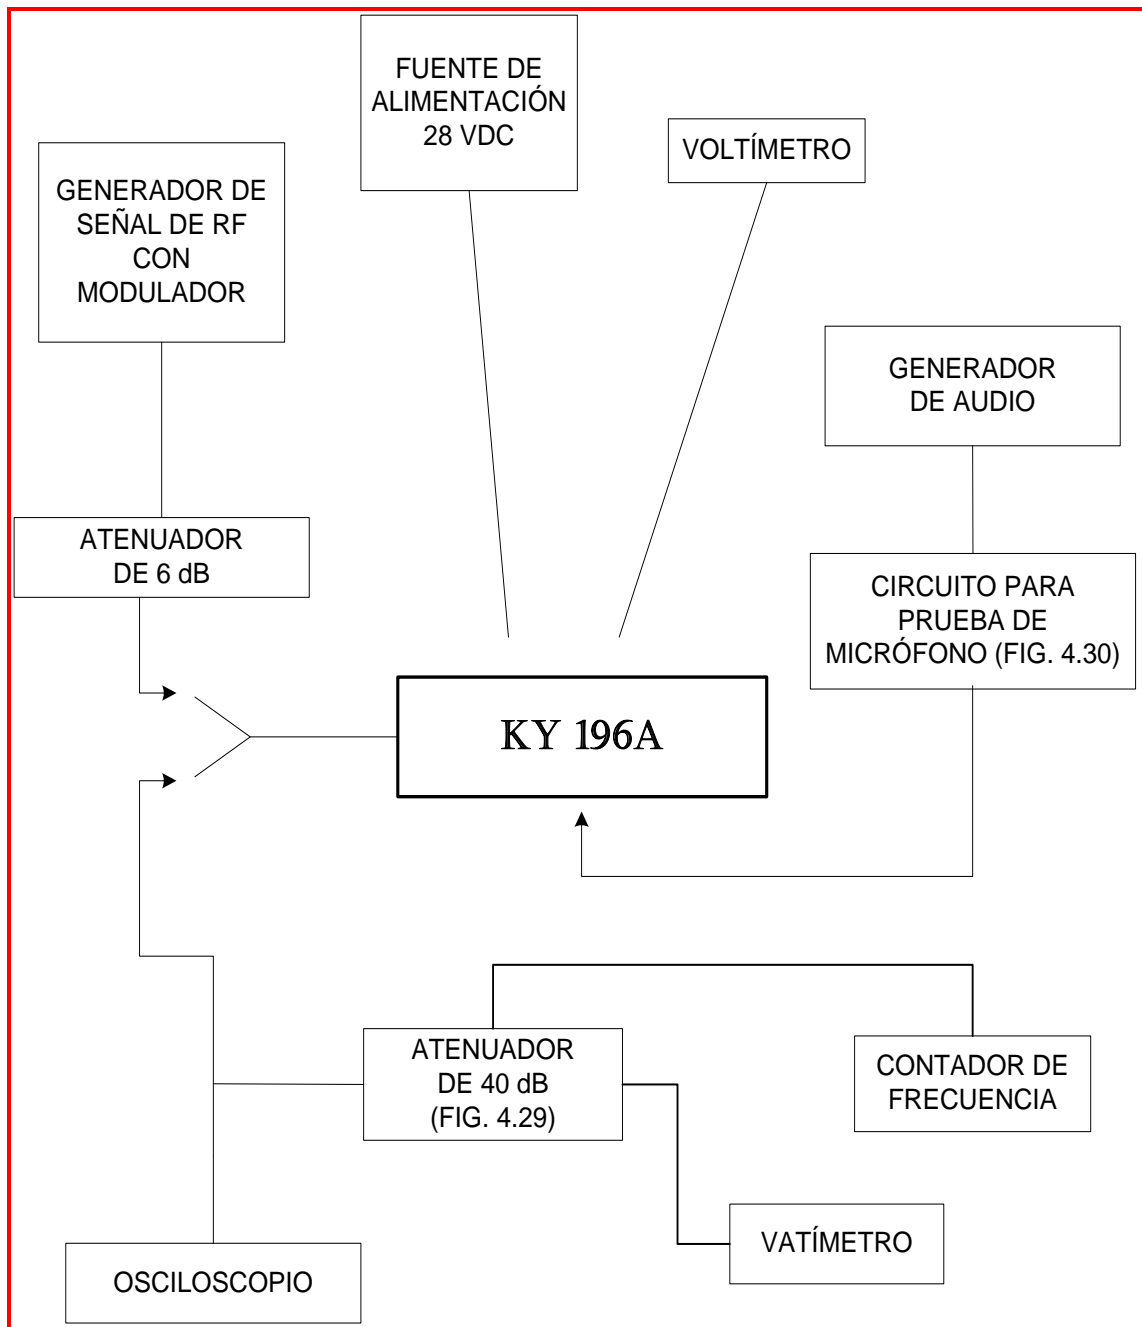 FUENTE DE
ALIMENTACIÓN
28 VDC
VOLTÍMETRO
GENERADOR DE
SEÑAL DE RF
CON
MODULADOR
GENERADOR
DE AUDIO
ATENUADOR
DE 6 dB
CIRCUITO PARA
PRUEBA DE
MICRÓFONO (FIG. 4.30)
KY 196A
ATENUADOR
DE 40 dB
(FIG. 4.29)
CONTADOR DE
FRECUENCIA
VATÍMETRO
OSCILOSCOPIO